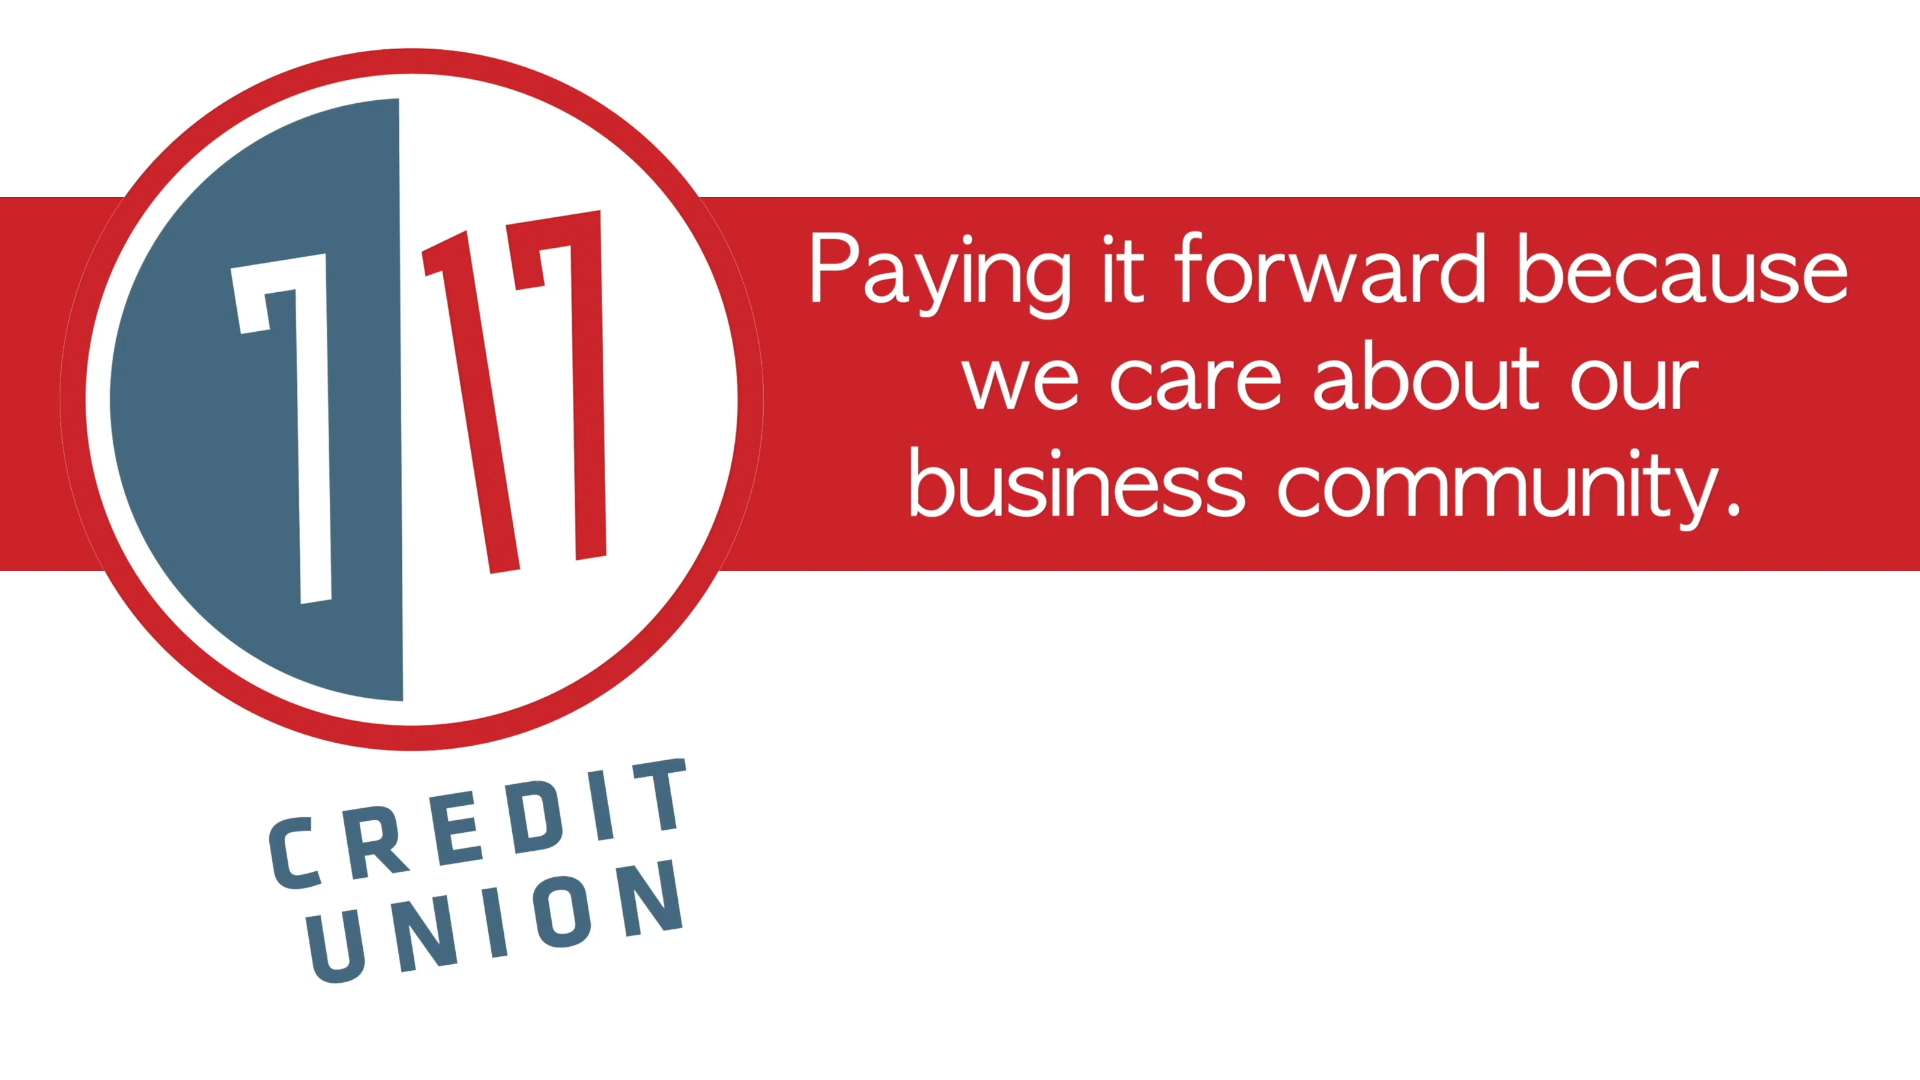 7 17
CREDIT
UNION
Paying it forward because
we care about our
business community.